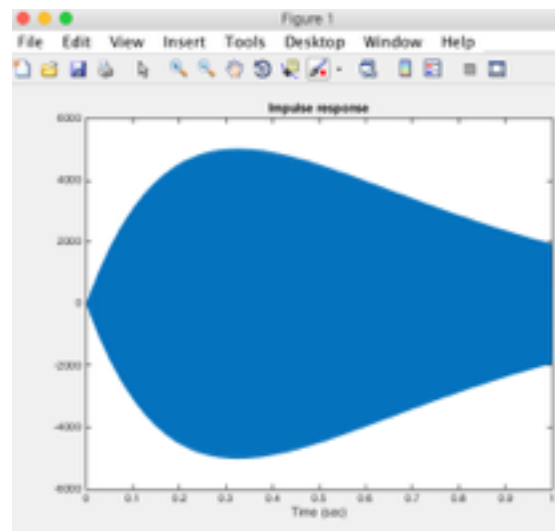 Figure 1
File Edit View Insert Tools Desktop Window Help
Impulse response
6000
4000
2000
0
-2000
-4000
-6000
0 0.1 0.2 0.3 0.4 0.5 0.6 0.7 0.8 0.9 1
Time (sec)